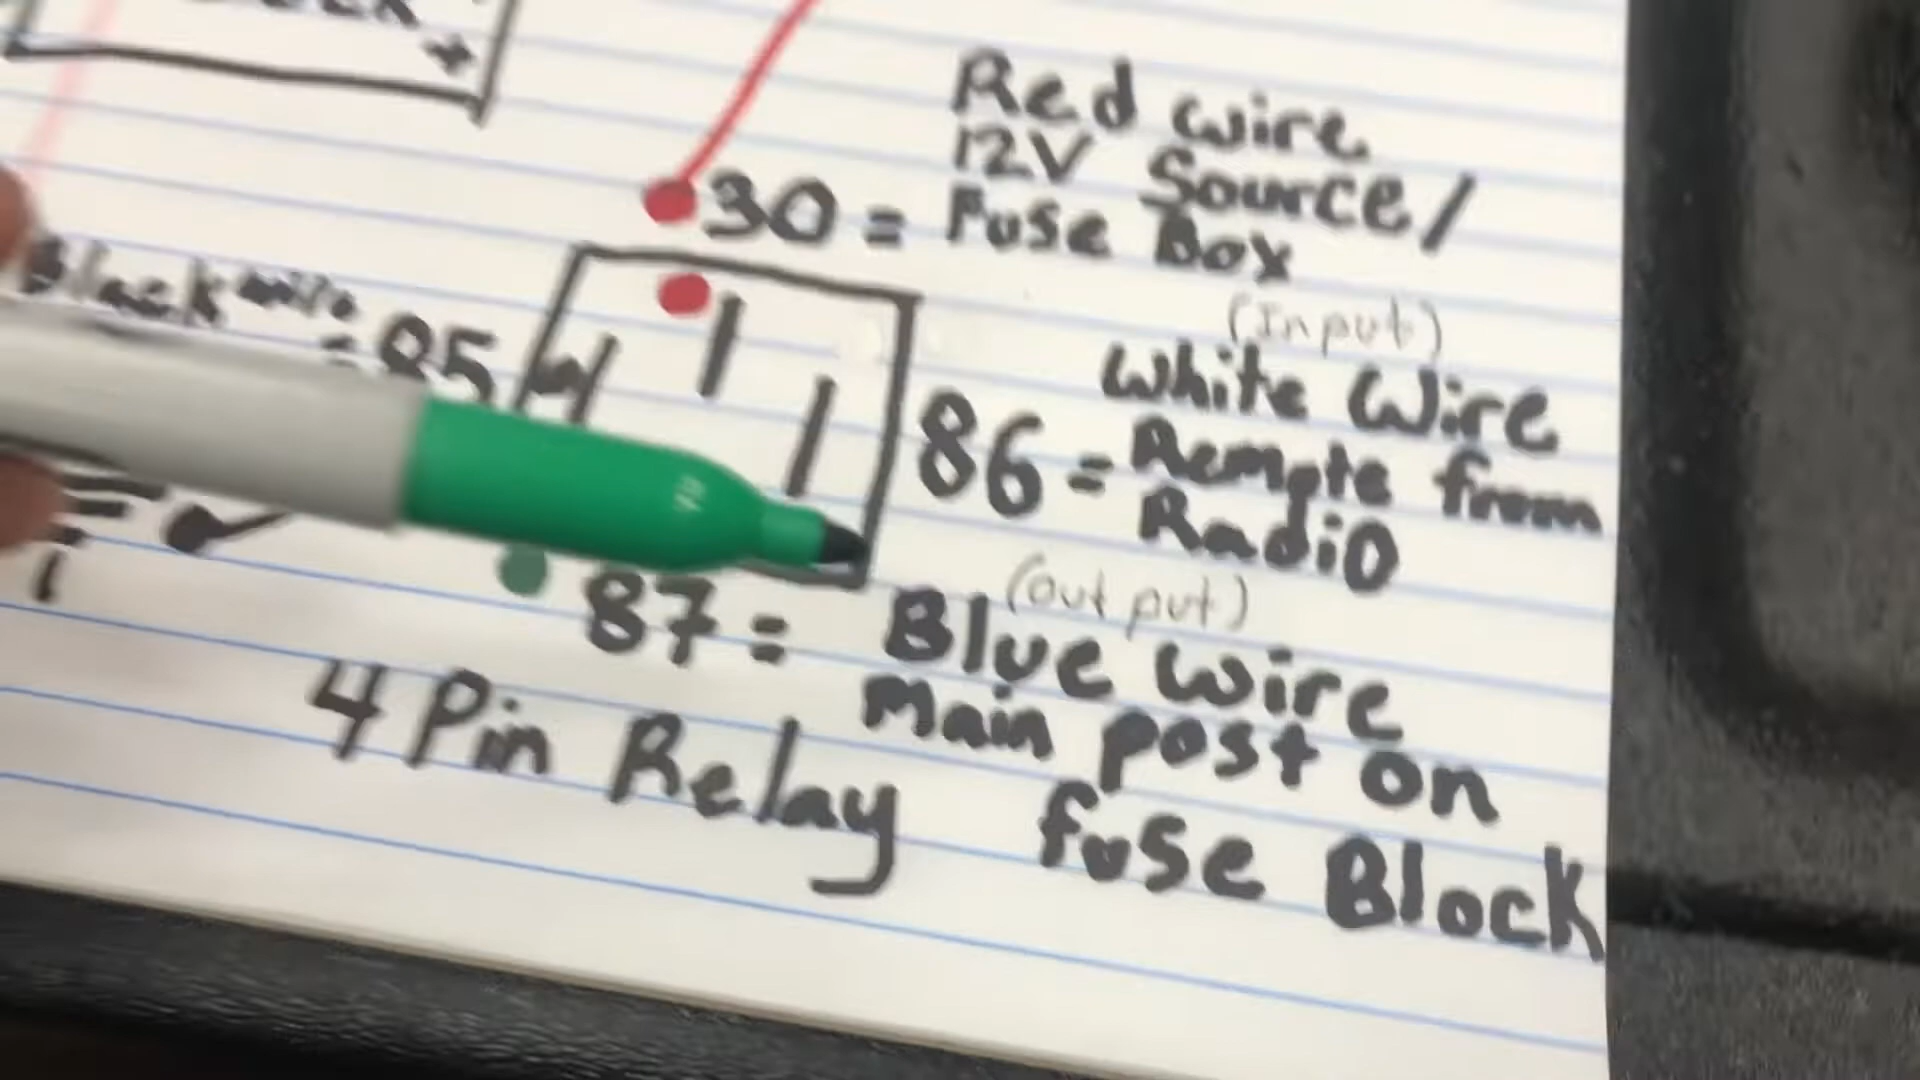 +
Red wire
12V Source/
30 = Fuse Box
(Input)
Black wire
= 85
White Wire
86 = Remote from
Radio
(out put)
87 = Blue wire
Main post on
fuse Block
4 Pin Relay